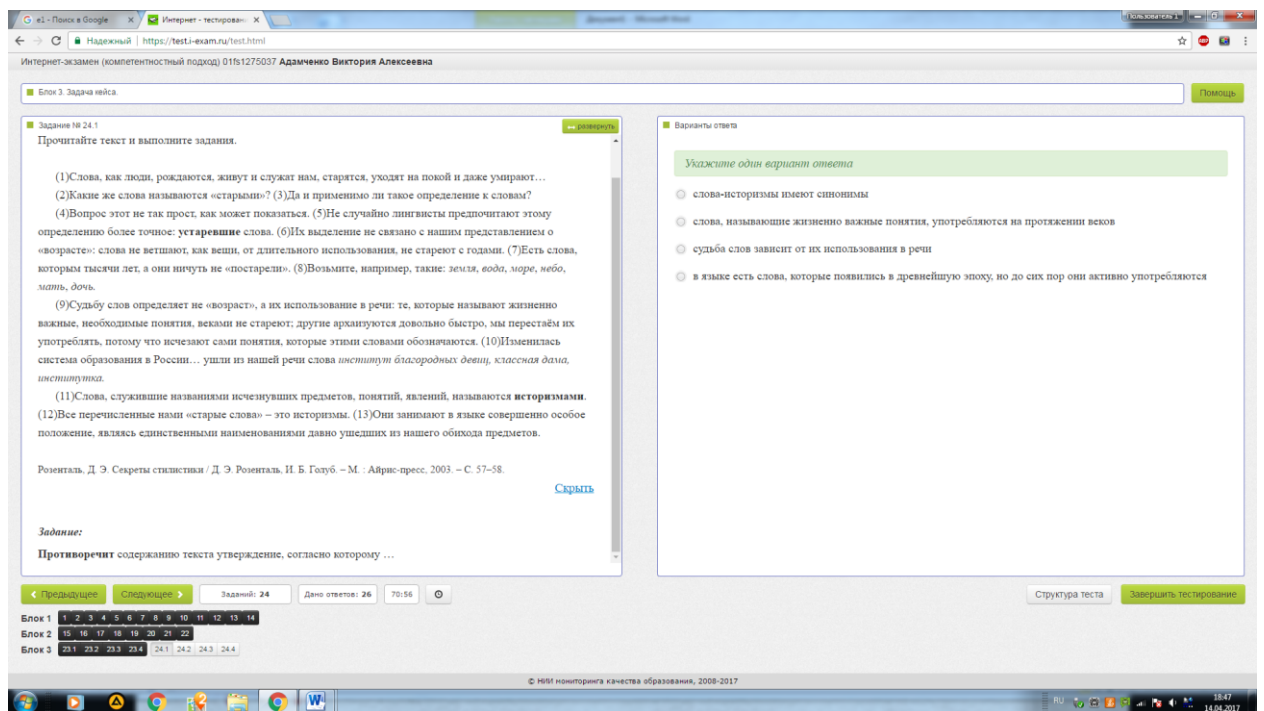 e1 - Поиск в Google
Интернет - тестирован
Документ1 - Microsoft Word
Пользователь 1
Надежный https://test.i-exam.ru/test.html
Интернет-экзамен (компетентностный подход) 01fs1275037 Адамченко Виктория Алексеевна
Блок 3. Задача кейса.
Помощь
Задание № 24.1
развернуть
Прочитайте текст и выполните задания.
(1)Слова, как люди, рождаются, живут и служат нам, старятся, уходят на покой и даже умирают…
(2)Какие же слова называются «старыми»? (3)Да и применимо ли такое определение к словам?
(4)Вопрос этот не так прост, как может показаться. (5)Не случайно лингвисты предпочитают этому
определению более точное: устаревшие слова. (6)Их выделение не связано с нашим представлением о
«возрасте»: слова не ветшают, как вещи, от длительного использования, не стареют с годами. (7)Есть слова,
которым тысячи лет, а они ничуть не «постарели». (8)Возьмите, например, такие: земля, вода, море, небо,
мать, дочь.
(9)Судьбу слов определяет не «возраст», а их использование в речи: те, которые называют жизненно
важные, необходимые понятия, веками не стареют; другие архаизуются довольно быстро, мы перестаём их
употреблять, потому что исчезают сами понятия, которые этими словами обозначаются. (10)Изменилась
система образования в России… ушли из нашей речи слова институт благородных девиц, классная дама,
институтка.
(11)Слова, служившие названиями исчезнувших предметов, понятий, явлений, называются историзмами.
(12)Все перечисленные нами «старые слова» – это историзмы. (13)Они занимают в языке совершенно особое
положение, являясь единственными наименованиями давно ушедших из нашего обихода предметов.
Розенталь, Д. Э. Секреты стилистики / Д. Э. Розенталь, И. Б. Голуб. – М. : Айрис-пресс, 2003. – С. 57–58.
Скрыть
Задание:
Противоречит содержанию текста утверждение, согласно которому …
Варианты ответа
Укажите один вариант ответа
слова-историзмы имеют синонимы
слова, называющие жизненно важные понятия, употребляются на протяжении веков
судьба слов зависит от их использования в речи
в языке есть слова, которые появились в древнейшую эпоху, но до сих пор они активно употребляются
Предыдущее Следующее Заданий: 24 Дано ответов: 26 70:56 Структура теста Завершить тестирование
Блок 1 1 2 3 4 5 6 7 8 9 10 11 12 13 14
Блок 2 15 16 17 18 19 20 21 22
Блок 3 23.1 23.2 23.3 23.4 24.1 24.2 24.3 24.4
© НИИ мониторинга качества образования, 2008-2017
RU 18:47
14.04.2017